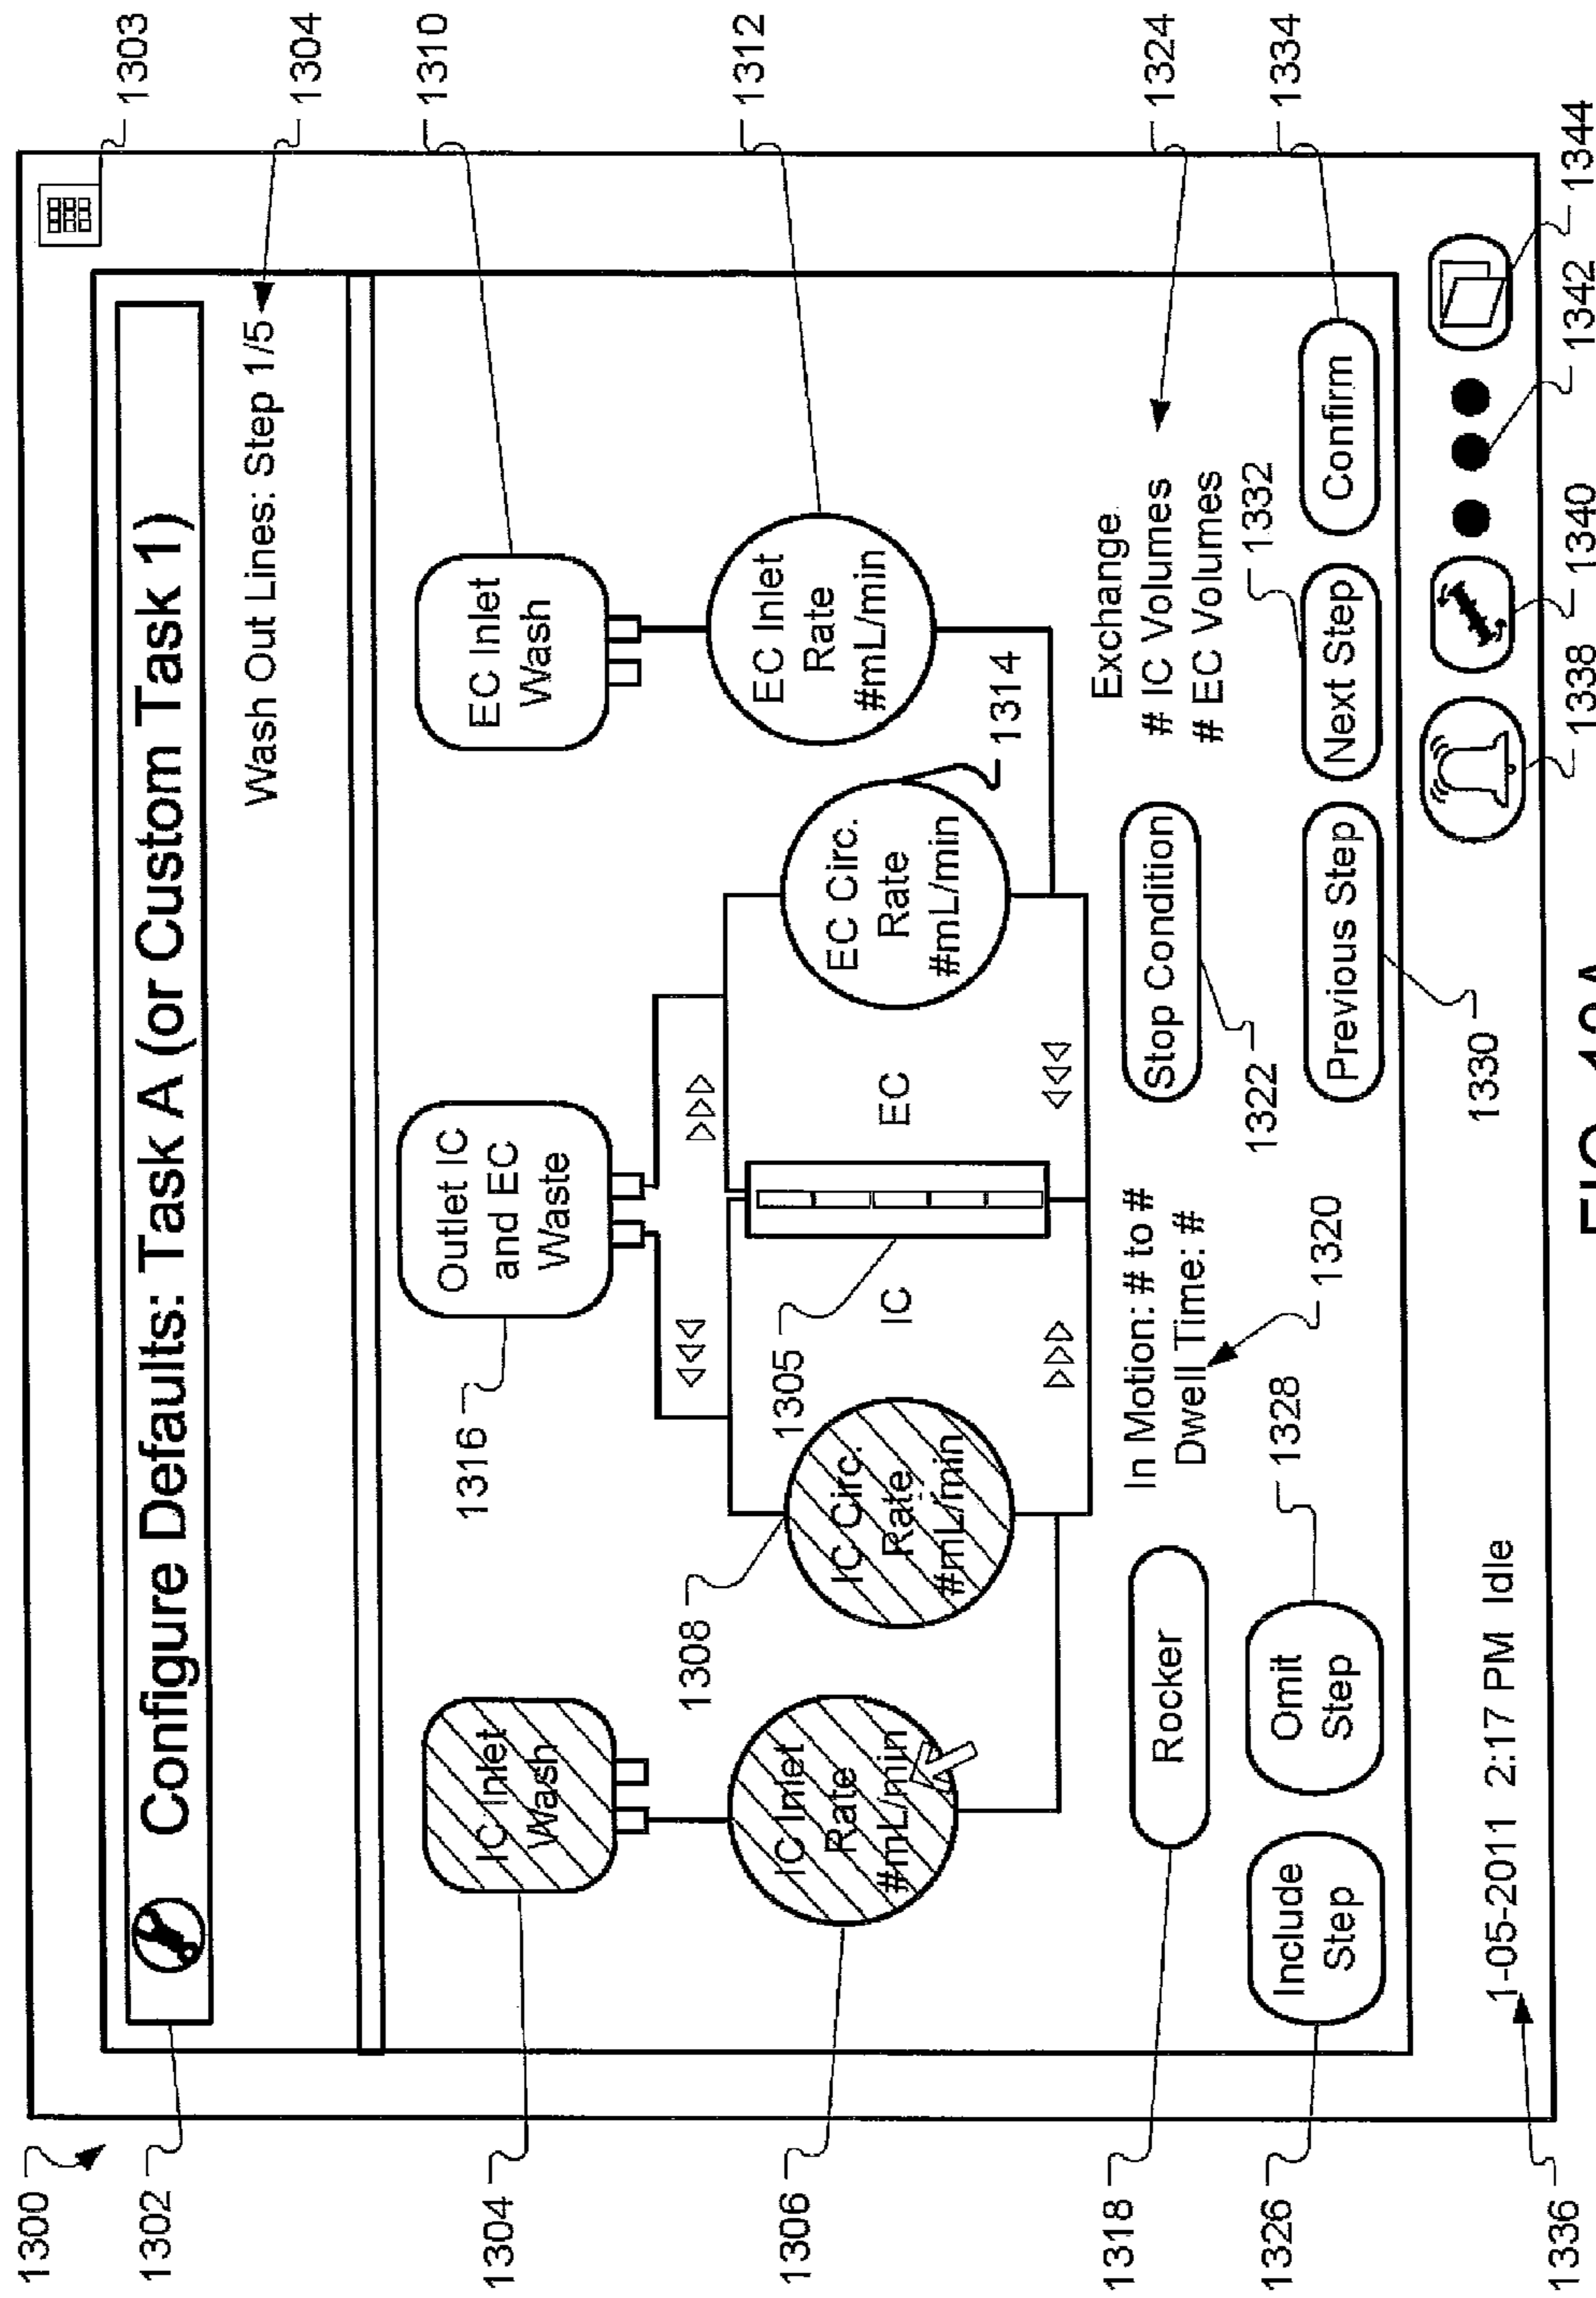 1300
1302
1303
Configure Defaults: Task A (or Custom Task 1)
Wash Out Lines: Step 1/5
1304
1304
IC Inlet
Wash
1316
Outlet IC
and EC
Waste
EC Inlet
Wash
1310
1306
IC Inlet
Rate
#mL/min
1308
IC Circ.
Rate
#mL/min
1305
IC
EC
EC Circ.
Rate
#mL/min
1314
EC Inlet
Rate
#mL/min
1312
1318
Rocker
In Motion: # to #
Dwell Time: #
1320
Stop Condition
1322
Exchange
# IC Volumes
# EC Volumes
1324
1326
Include
Step
Omit
Step
1328
Previous Step
1330
Next Step
1332
Confirm
1334
1336
1-05-2011 2:17 PM Idle
1338
1340
1342
1344